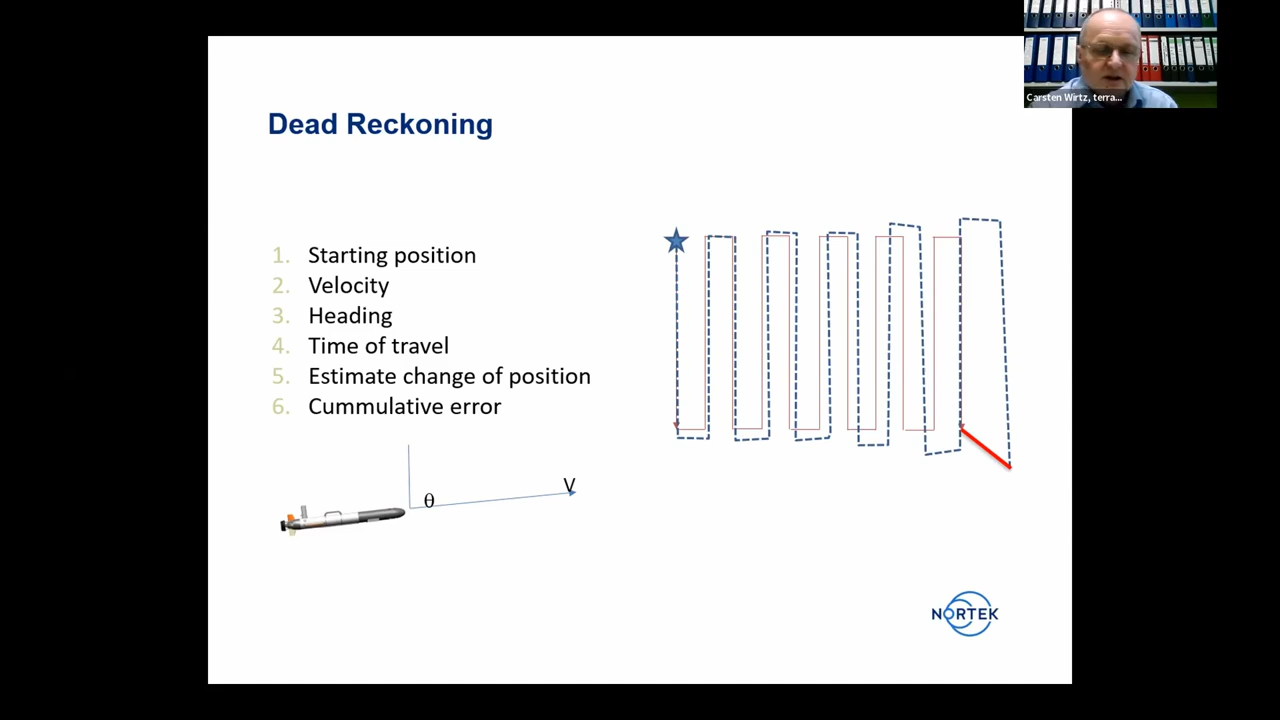 Carsten Wirtz, terra...
Dead Reckoning
1. Starting position
2. Velocity
3. Heading
4. Time of travel
5. Estimate change of position
6. Cummulative error
θ
V
NORTEK